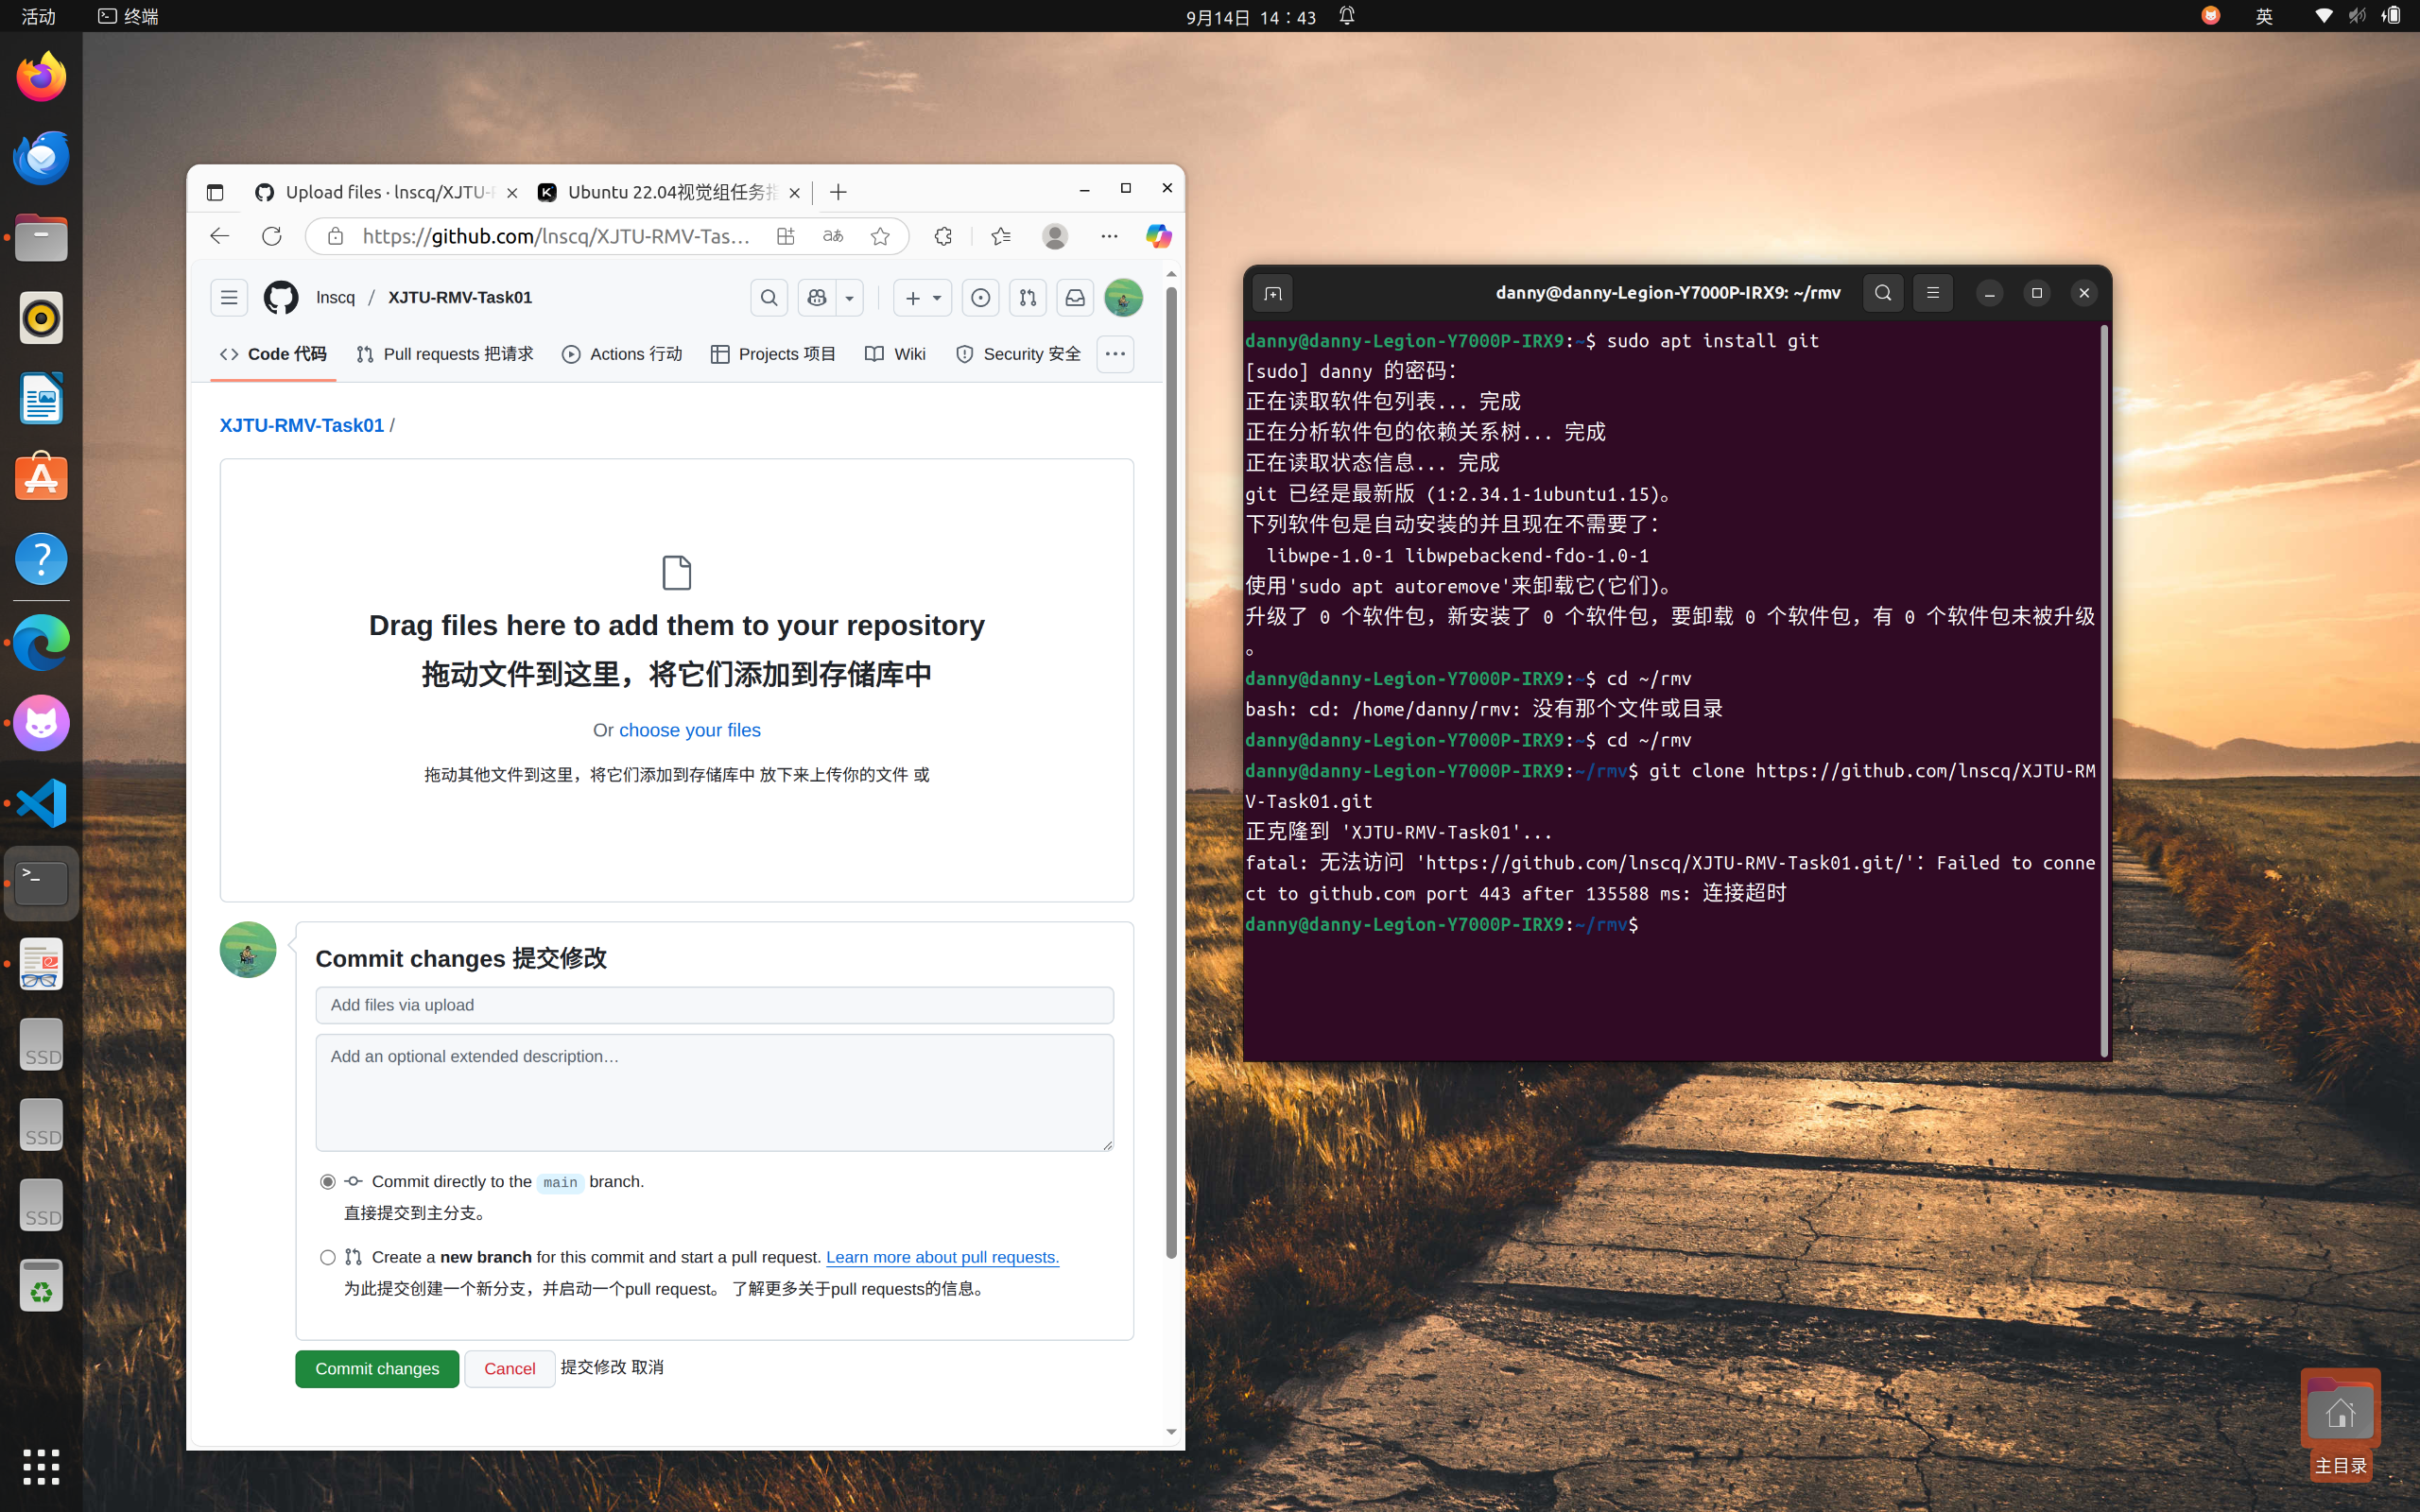 活动
终端
9月14日 14：43
英
Upload files · lnscq/XJTU-R
Ubuntu 22.04视觉组任务指
https://github.com/lnscq/XJTU-RMV-Tas...
lnscq / XJTU-RMV-Task01
Code 代码
Pull requests 把请求
Actions 行动
Projects 项目
Wiki
Security 安全
XJTU-RMV-Task01 /
Drag files here to add them to your repository
拖动文件到这里，将它们添加到存储库中
Or choose your files
拖动其他文件到这里，将它们添加到存储库中 放下来上传你的文件 或
Commit changes 提交修改
Add files via upload
Add an optional extended description…
Commit directly to the main branch.
直接提交到主分支。
Create a new branch for this commit and start a pull request. Learn more about pull requests.
为此提交创建一个新分支，并启动一个pull request。 了解更多关于pull requests的信息。
Commit changes
Cancel
提交修改 取消
danny@danny-Legion-Y7000P-IRX9: ~/rmv
danny@danny-Legion-Y7000P-IRX9:~$ sudo apt install git
[sudo] danny 的密码：
正在读取软件包列表... 完成
正在分析软件包的依赖关系树... 完成
正在读取状态信息... 完成
git 已经是最新版 (1:2.34.1-1ubuntu1.15)。
下列软件包是自动安装的并且现在不需要了：
libwpe-1.0-1 libwpebackend-fdo-1.0-1
使用'sudo apt autoremove'来卸载它(它们)。
升级了 0 个软件包，新安装了 0 个软件包，要卸载 0 个软件包，有 0 个软件包未被升级
。
danny@danny-Legion-Y7000P-IRX9:~$ cd ~/rmv
bash: cd: /home/danny/rmv: 没有那个文件或目录
danny@danny-Legion-Y7000P-IRX9:~$ cd ~/rmv
danny@danny-Legion-Y7000P-IRX9:~/rmv$ git clone https://github.com/lnscq/XJTU-RM
V-Task01.git
正克隆到 'XJTU-RMV-Task01'...
fatal: 无法访问 'https://github.com/lnscq/XJTU-RMV-Task01.git/'：Failed to conne
ct to github.com port 443 after 135588 ms: 连接超时
danny@danny-Legion-Y7000P-IRX9:~/rmv$
SSD
SSD
SSD
主目录